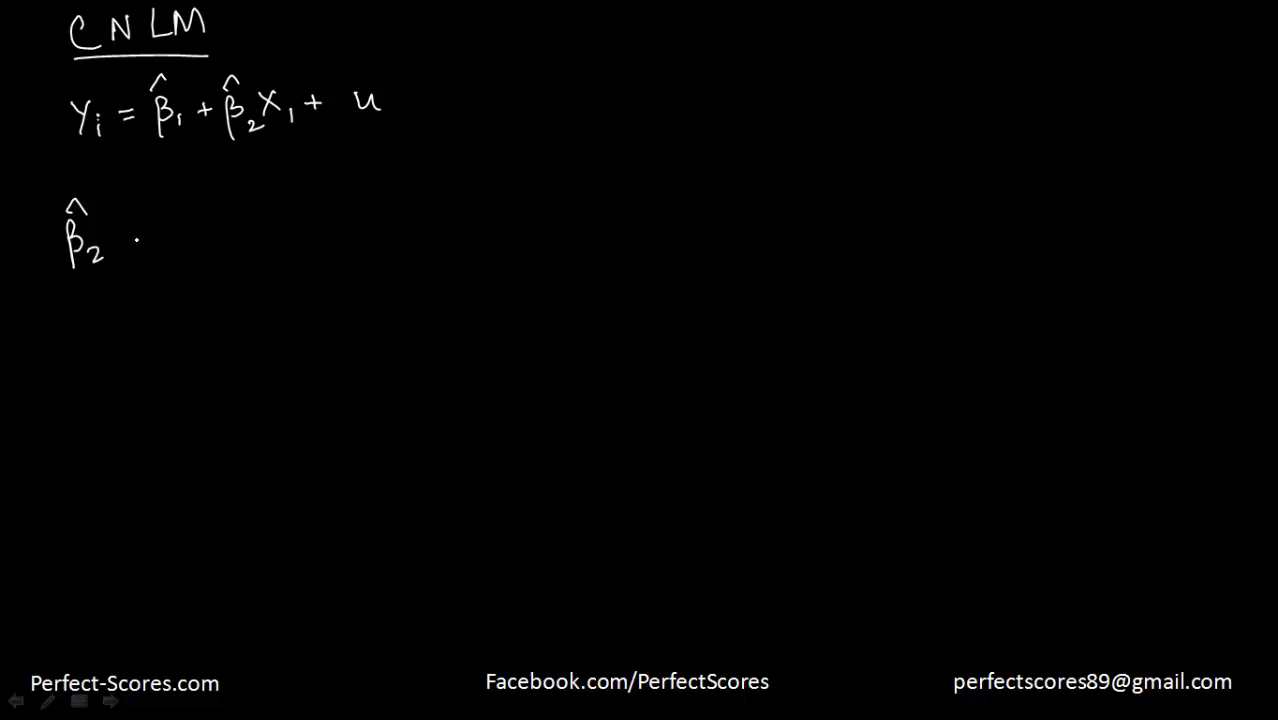 CNLM
Yᵢ = β̂₁ + β̂₂X₁ + u
β̂₂
Perfect-Scores.com
Facebook.com/PerfectScores
perfectscores89@gmail.com